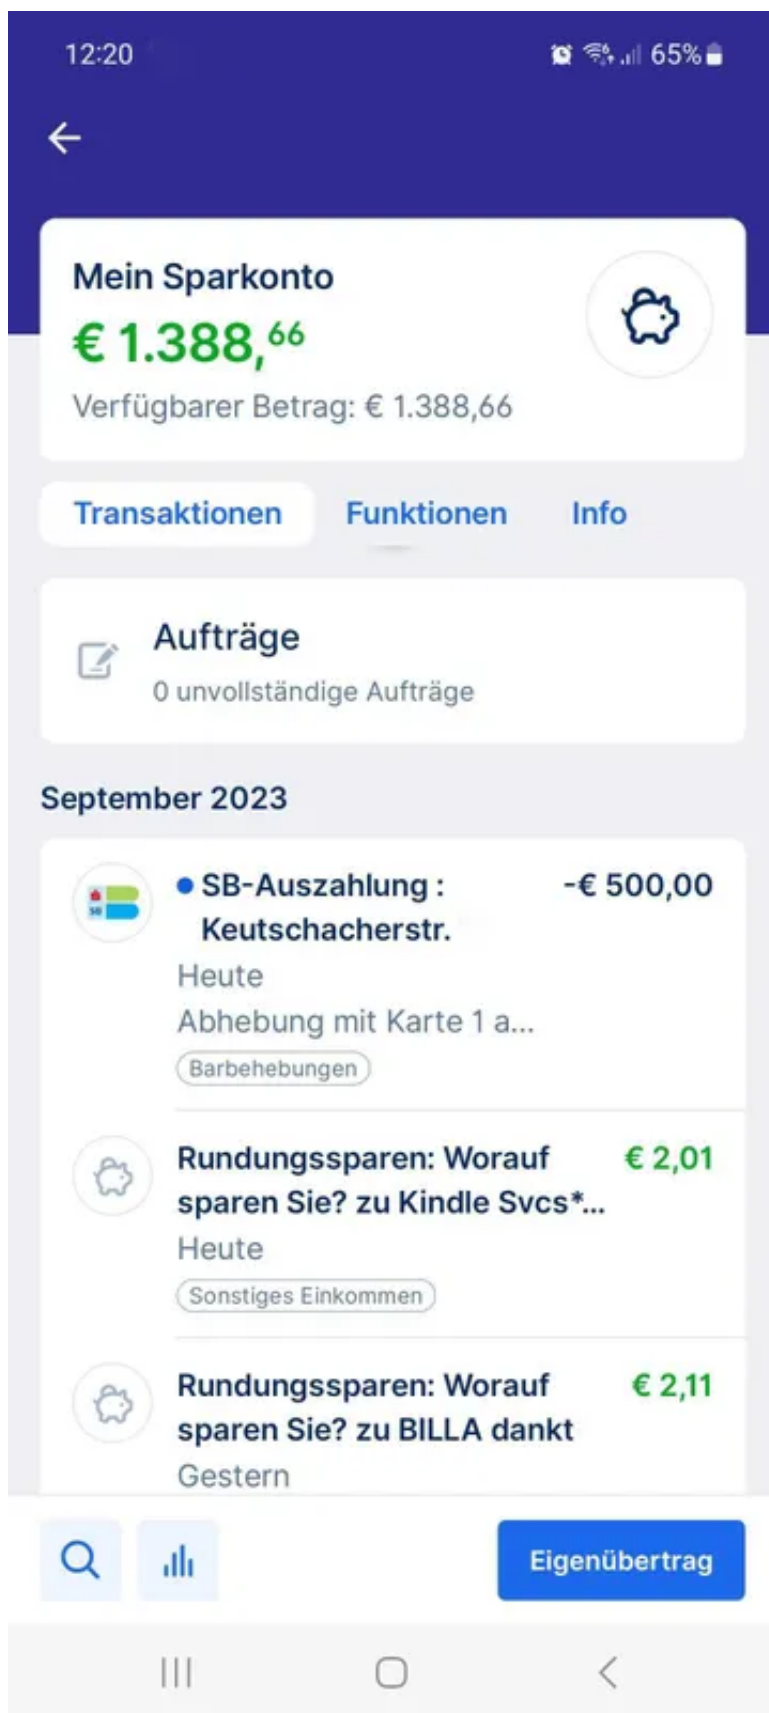 12:20 65%
Mein Sparkonto
€ 1.388,66
Verfügbarer Betrag: € 1.388,66
Transaktionen Funktionen Info
Aufträge
0 unvollständige Aufträge
September 2023
SB-Auszahlung : -€ 500,00
Keutschacherstr.
Heute
Abhebung mit Karte 1 a...
Barbehebungen
Rundungssparen: Worauf € 2,01
sparen Sie? zu Kindle Svcs*...
Heute
Sonstiges Einkommen
Rundungssparen: Worauf € 2,11
sparen Sie? zu BILLA dankt
Gestern
Eigenübertrag